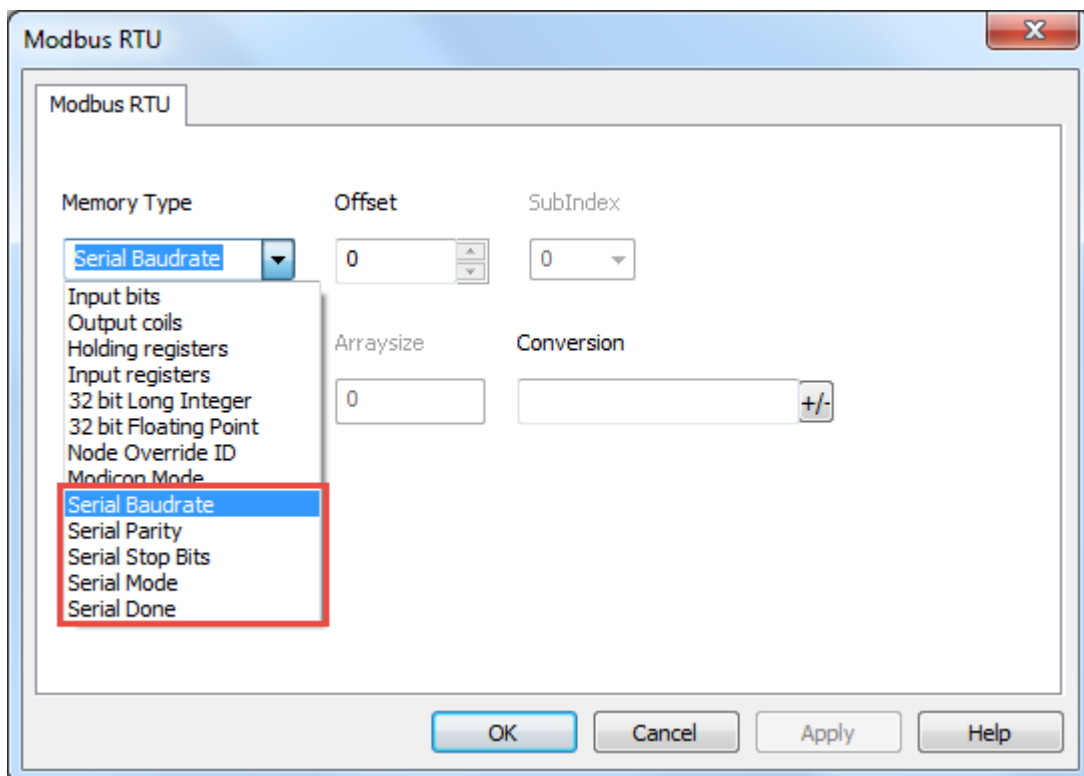 Modbus RTU
x
Modbus RTU
Memory Type Offset SubIndex
Serial Baudrate 0 0
Input bits
Output coils
Holding registers
Input registers
32 bit Long Integer
32 bit Floating Point
Node Override ID
Modicon Mode
Serial Baudrate
Serial Parity
Serial Stop Bits
Serial Mode
Serial Done
Arraysize Conversion
0 +/-
OK Cancel Apply Help